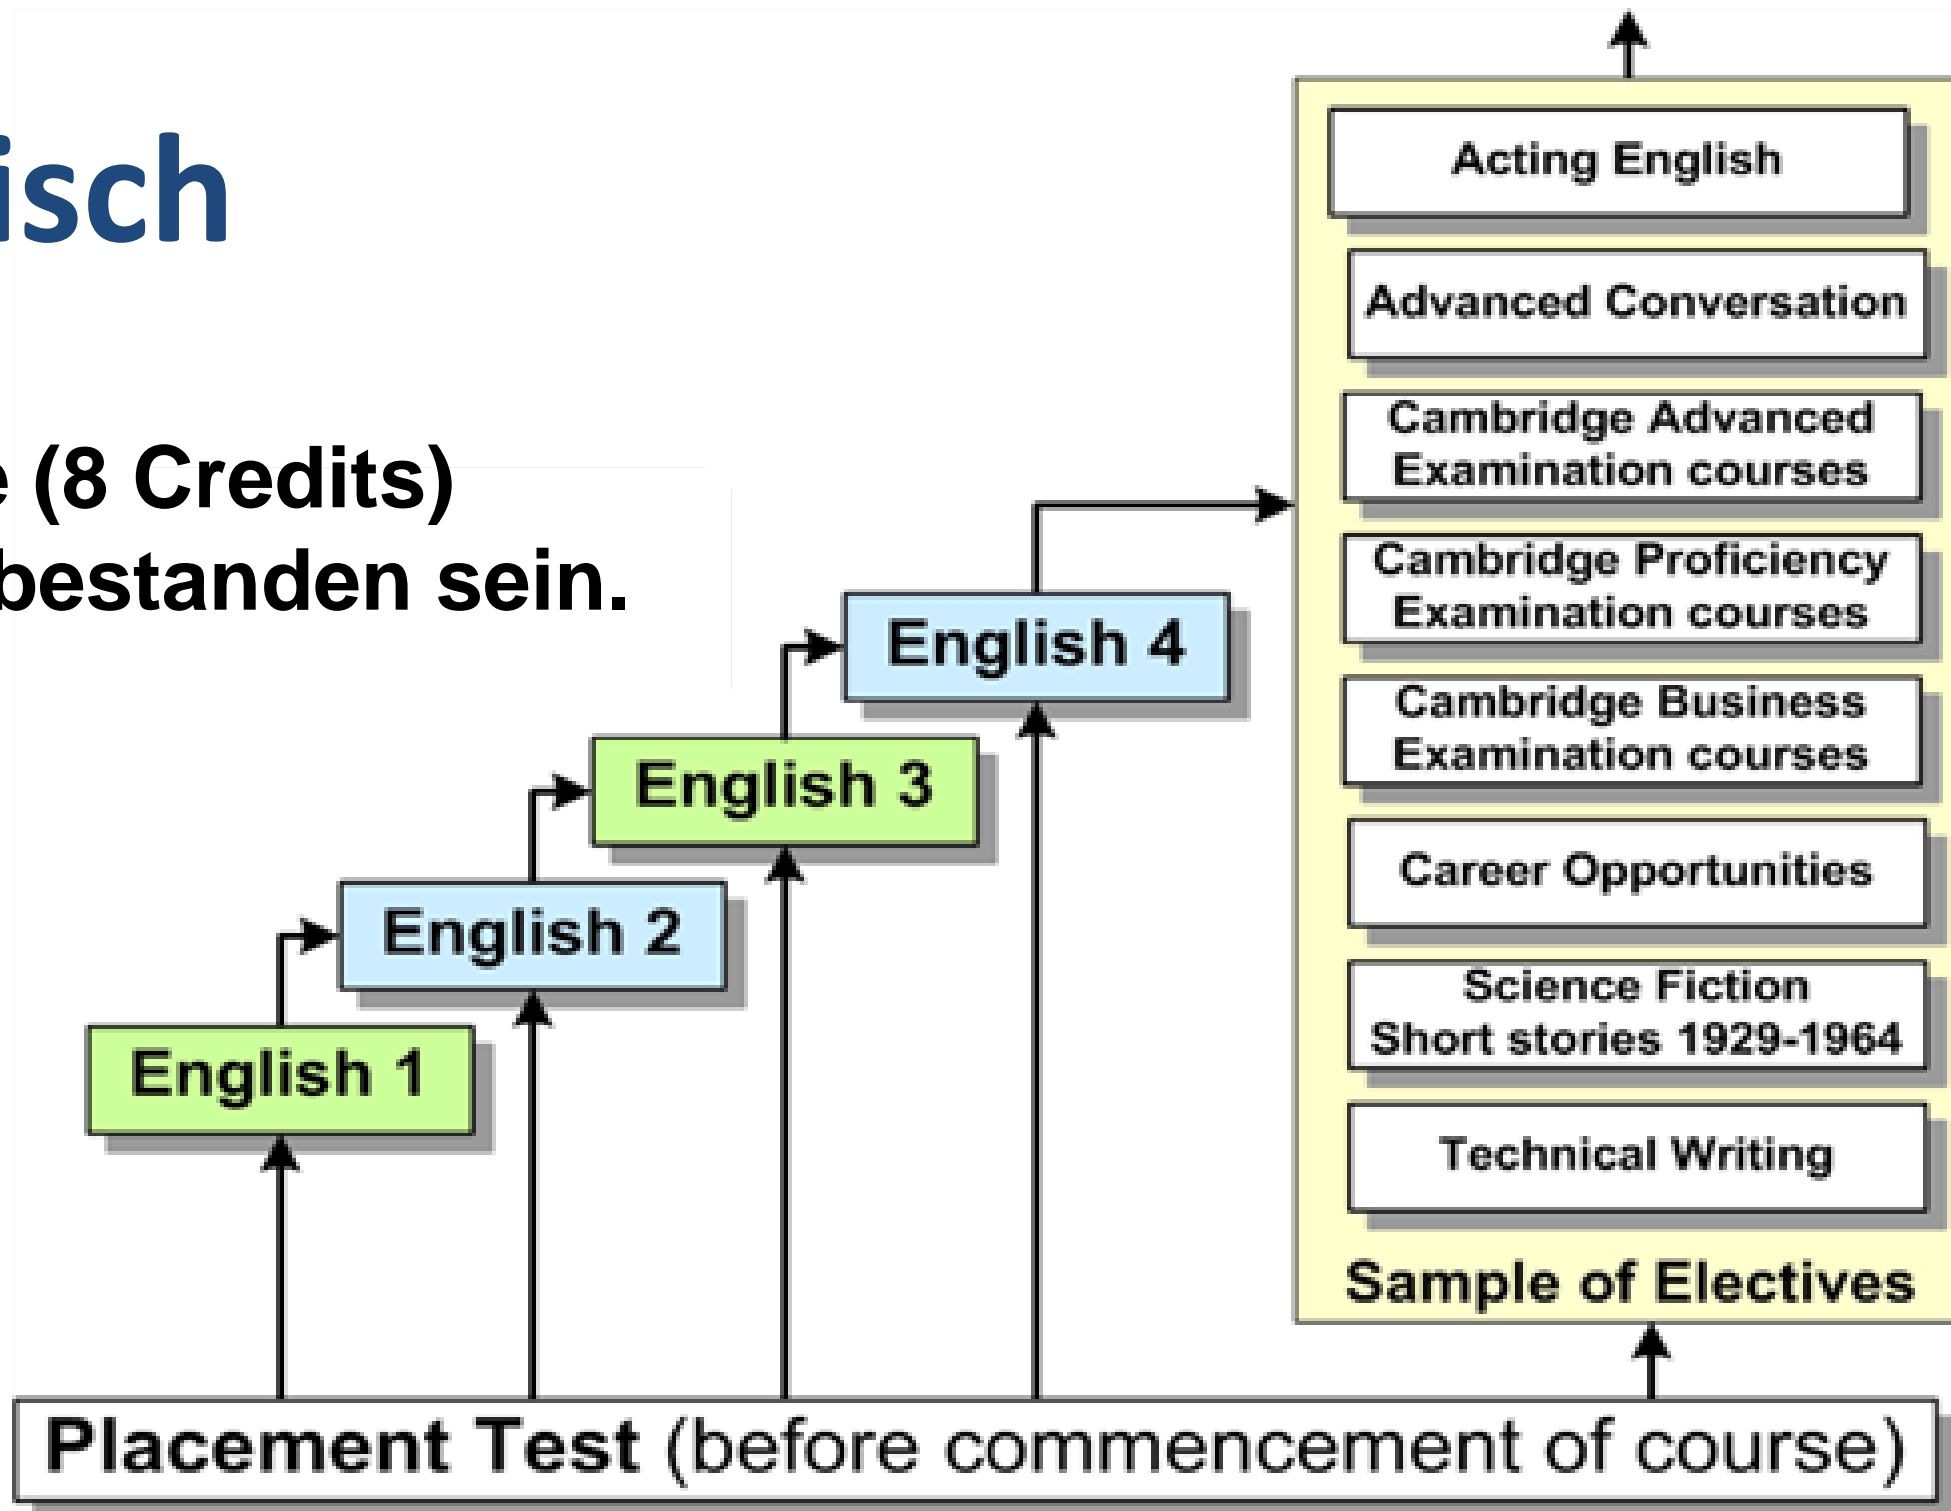 isch
e (8 Credits)
bestanden sein.
Acting English
Advanced Conversation
Cambridge Advanced
Examination courses
Cambridge Proficiency
Examination courses
Cambridge Business
Examination courses
Career Opportunities
Science Fiction
Short stories 1929-1964
Technical Writing
Sample of Electives
English 4
English 3
English 2
English 1
Placement Test (before commencement of course)